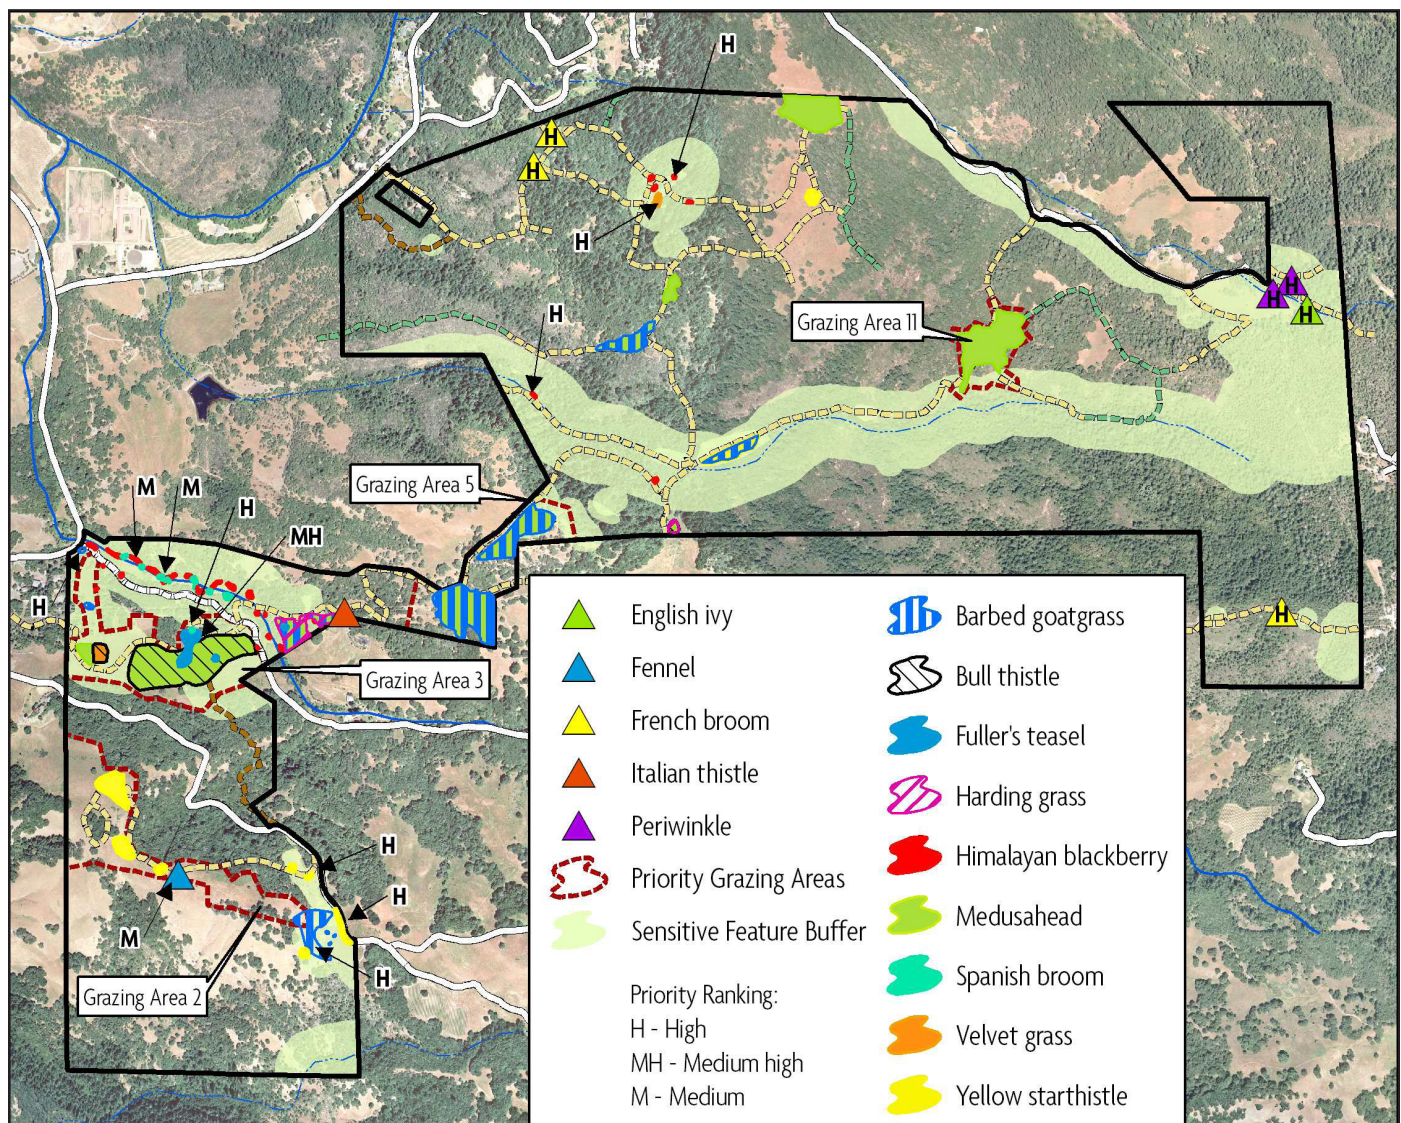 H
H
H
H
H
Grazing Area 11
H
H
H
H
Grazing Area 5
M
M
H
MH
H
Grazing Area 3
H
H
H
M
H
Grazing Area 2
English ivy
Fennel
French broom
Italian thistle
Periwinkle
Priority Grazing Areas
Sensitive Feature Buffer
Priority Ranking:
H - High
MH - Medium high
M - Medium
Barbed goatgrass
Bull thistle
Fuller's teasel
Harding grass
Himalayan blackberry
Medusahead
Spanish broom
Velvet grass
Yellow starthistle